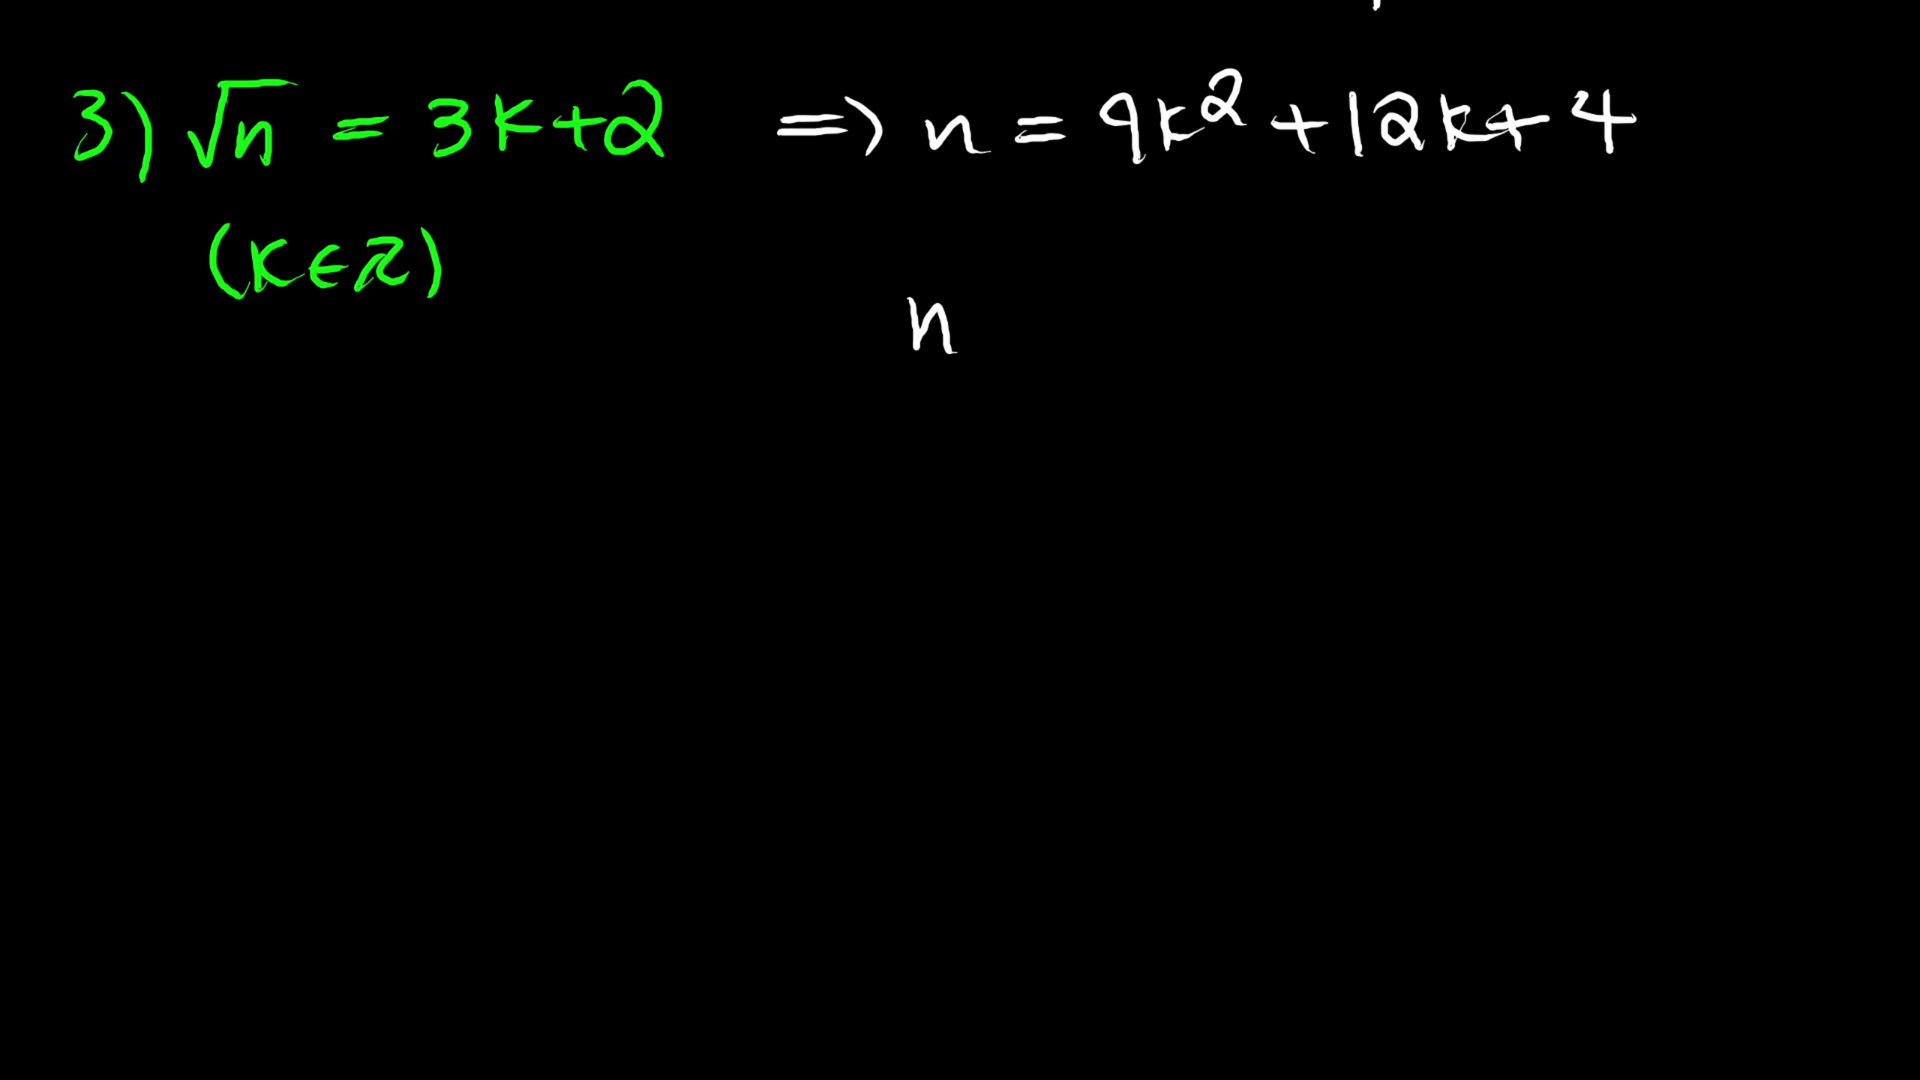 3) √n = 3k+2 => n = 9k² + 12k + 4
(k∈Z)
n